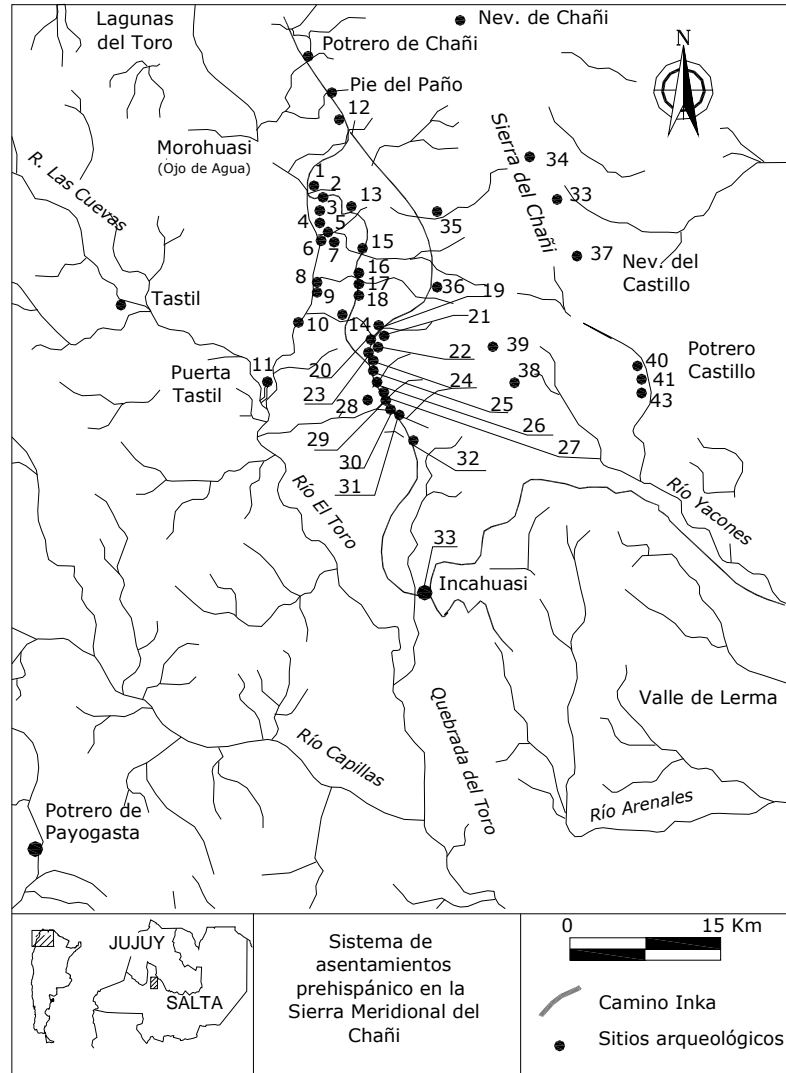 Lagunas
del Toro
Nev. de Chañi
Potrero de Chañi
Pie del Paño
12
N
Morohuasi
(Ojo de Agua)
R. Las Cuevas
Sierra del Chañi
34
33
1
2
3
13
4
5
35
6
7
15
37
Nev. del
Castillo
16
8
17
36
19
9
18
Tastil
10
14
21
20
22
39
40
Potrero
Castillo
Puerta
Tastil
11
23
24
38
41
28
25
43
29
26
30
27
32
31
Río El Toro
Río Yacones
33
Incahuasi
Valle de Lerma
Quebrada del Toro
Río Capillas
Río Arenales
Potrero de
Payogasta
JUJUY
SALTA
Sistema de
asentamientos
prehispánico en la
Sierra Meridional del
Chañi
0 15 Km
Camino Inka
Sitios arqueológicos